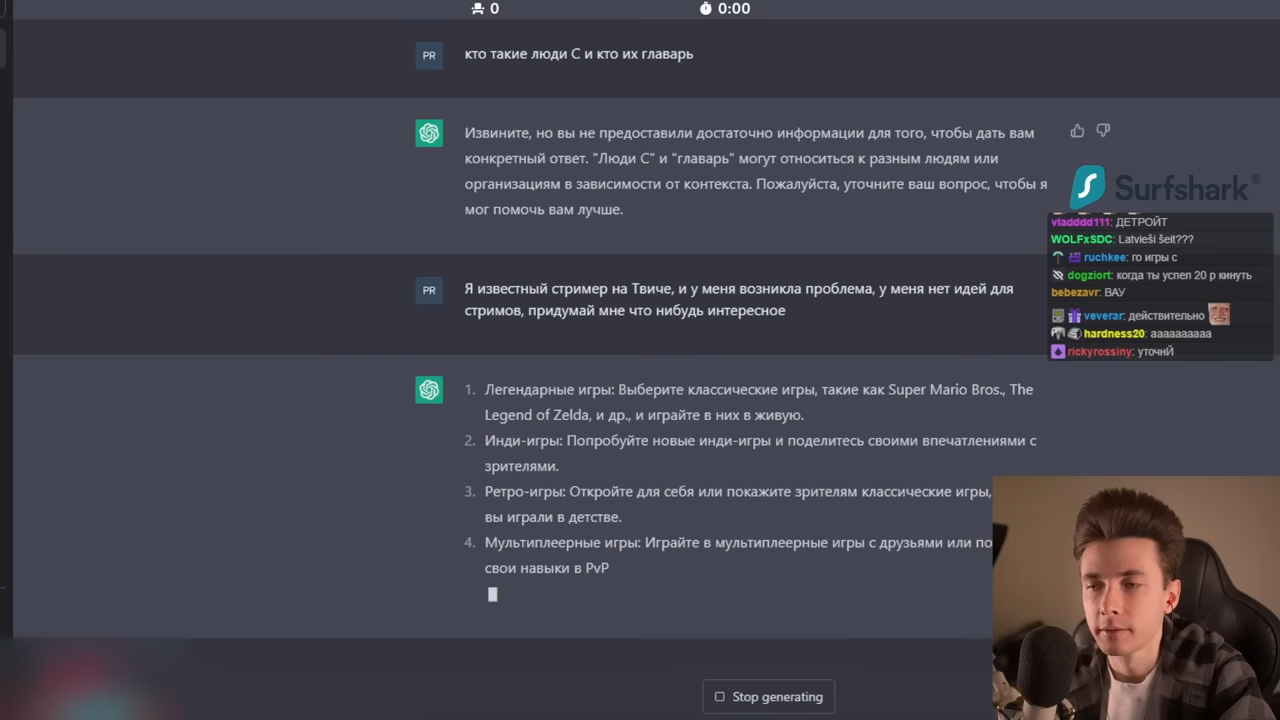 0
0:00
PR
кто такие люди С и кто их главарь
Извините, но вы не предоставили достаточно информации для того, чтобы дать вам
конкретный ответ. "Люди С" и "главарь" могут относиться к разным людям или
организациям в зависимости от контекста. Пожалуйста, уточните ваш вопрос, чтобы я
мог помочь вам лучше.
Surfshark®
vladddd111: ДЕТРОЙТ
WOLFxSDC: Latvieši šeit???
ruchkee: го игры с
dogziort: когда ты успел 20 р кинуть
bebezavr: ВАУ
veverar: действительно
hardness20: аааааааааа
rickyrossiny: уточнЙ
PR
Я известный стример на Твиче, и у меня возникла проблема, у меня нет идей для
стримов, придумай мне что нибудь интересное
1. Легендарные игры: Выберите классические игры, такие как Super Mario Bros., The
Legend of Zelda, и др., и играйте в них в живую.
2. Инди-игры: Попробуйте новые инди-игры и поделитесь своими впечатлениями с
зрителями.
3. Ретро-игры: Откройте для себя или покажите зрителям классические игры,
вы играли в детстве.
4. Мультиплеерные игры: Играйте в мультиплеерные игры с друзьями или по
свои навыки в PvP
Stop generating